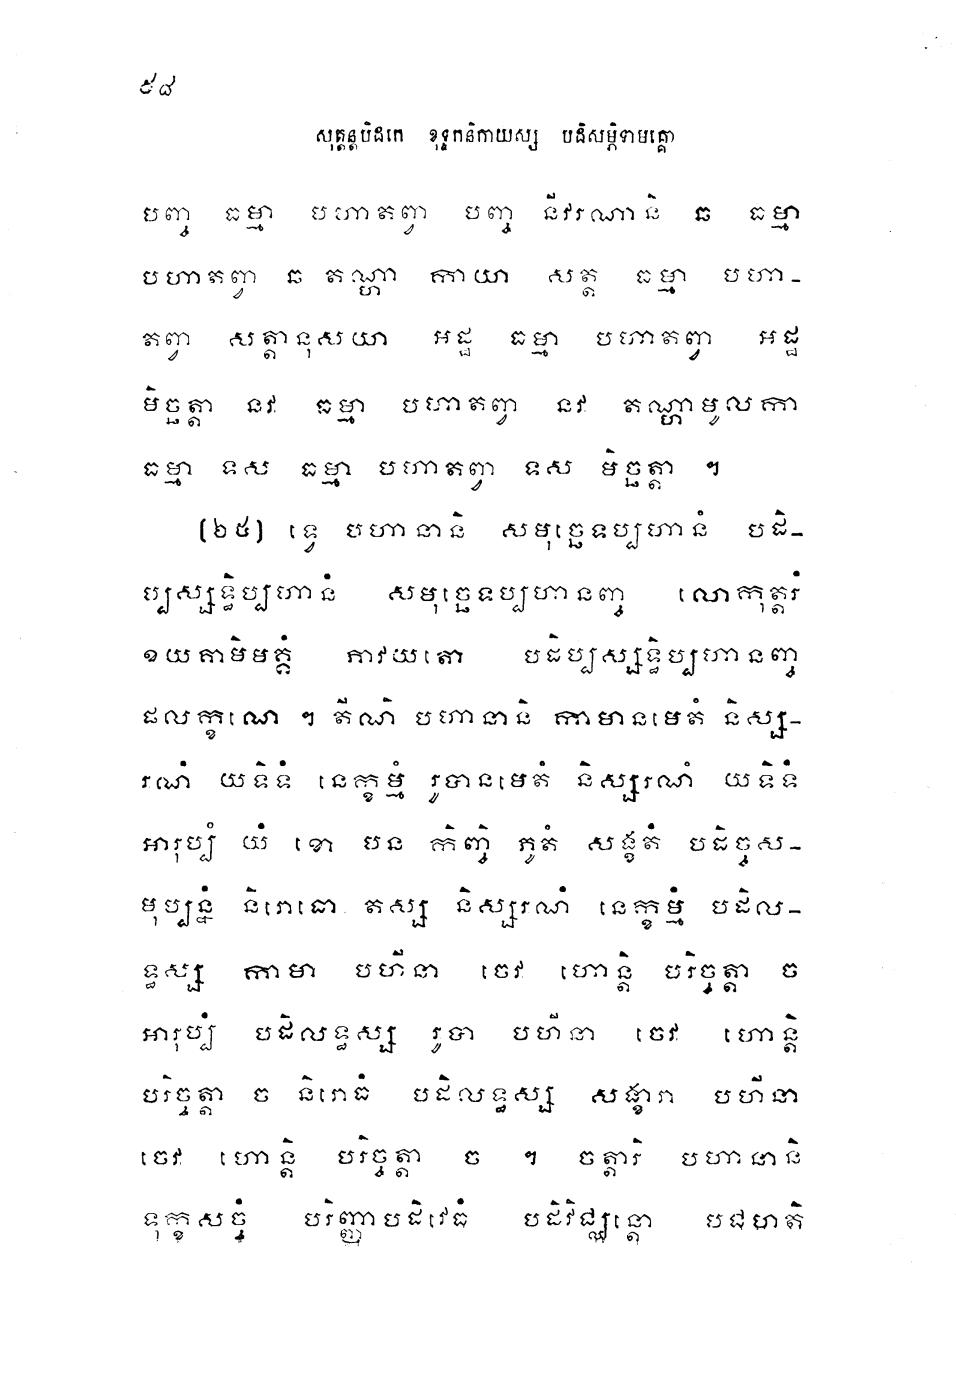 ៩៨
សុត្តន្តបិដកេ ខុទ្ទកនិកាយស្ស បដិសម្ភិទាមគ្គោ
បញ្ច ធម្មា បហាតព្វា បញ្ច នីវរណានិ ឆ ធម្មា
បហាតព្វា ឆ តណ្ហា កាយា សត្ត ធម្មា បហា-
តព្វា សត្តានុសយា អដ្ឋ ធម្មា បហាតព្វា អដ្ឋ
មិច្ឆត្តា នវ ធម្មា បហាតព្វា នវ តណ្ហាមូលកា
ធម្មា ទស ធម្មា បហាតព្វា ទស មិច្ឆត្តា ។
(២៥) ទ្វេ បហានានិ សមុច្ឆេទប្បហានំ បដិ-
ប្បស្សទ្ធិប្បហានំ សមុច្ឆេទប្បហានញ្ច លោកុត្តរំ
ខយគាមិមគ្គំ ភាវយតោ បដិប្បស្សទ្ធិប្បហានញ្ច
ផលក្ខណេ ។ តីណិ បហានានិ កាមានមេតំ និស្ស-
រណំ យទិទំ នេក្ខម្មំ រូបានមេតំ និស្សរណំ យទិទំ
អារុប្បំ យំ ខោ បន កិញ្ចិ ភូតំ សង្ខតំ បដិច្ចស-
មុប្បន្នំ និរោធោ តស្ស និស្សរណំ នេក្ខម្មំ បដិល-
ទ្ធស្ស កាមា បហីនា ចេវ ហោន្តិ បរិច្ចត្តា ច
អារុប្បំ បដិលទ្ធស្ស រូបា បហីនា ចេវ ហោន្តិ
បរិច្ចត្តា ច និរោធំ បដិលទ្ធស្ស សង្ខារា បហីនា
ចេវ ហោន្តិ បរិច្ចត្តា ច ។ ចត្តារិ បហានានិ
ទុក្ខសច្ចំ បរិញ្ញាបដិវេធំ បដិវិជ្ឈន្តោ បជហតិ